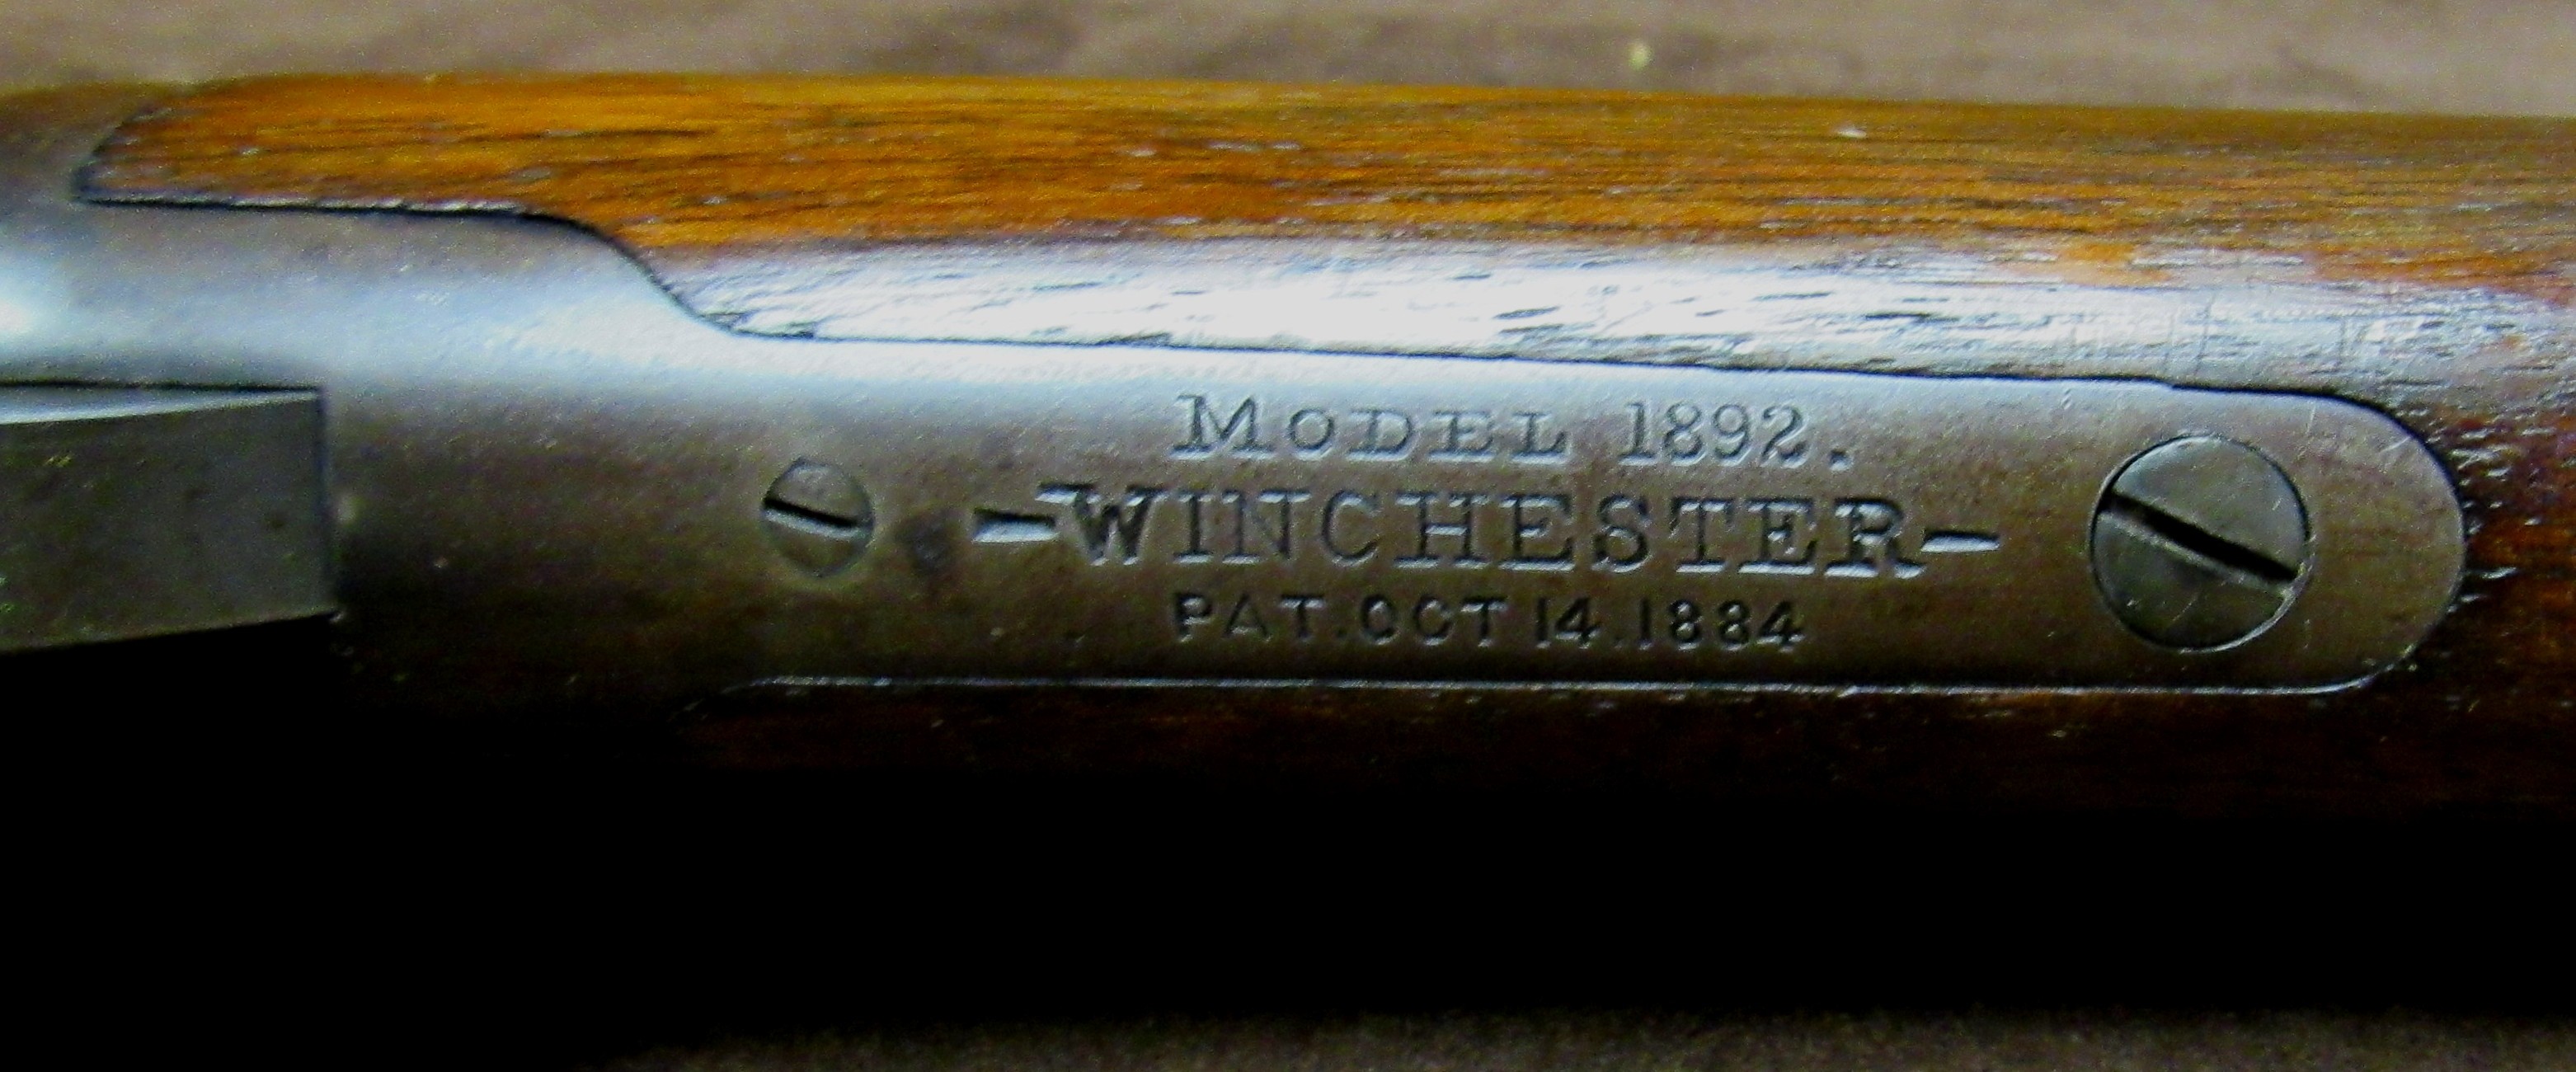 MODEL 1892.
-WINCHESTER-
PAT. OCT 14. 1884